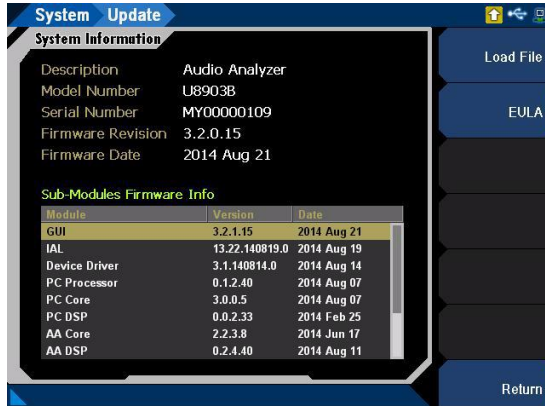 System Update
System Information
Description Audio Analyzer
Model Number U8903B
Serial Number MY00000109
Firmware Revision 3.2.0.15
Firmware Date 2014 Aug 21
Sub-Modules Firmware Info
Module Version Date
GUI 3.2.1.15 2014 Aug 21
IAL 13.22.140819.0 2014 Aug 19
Device Driver 3.1.140814.0 2014 Aug 14
PC Processor 0.1.2.40 2014 Aug 07
PC Core 3.0.0.5 2014 Aug 07
PC DSP 0.0.2.33 2014 Feb 25
AA Core 2.2.3.8 2014 Jun 17
AA DSP 0.2.4.40 2014 Aug 11
Load File
EULA
Return